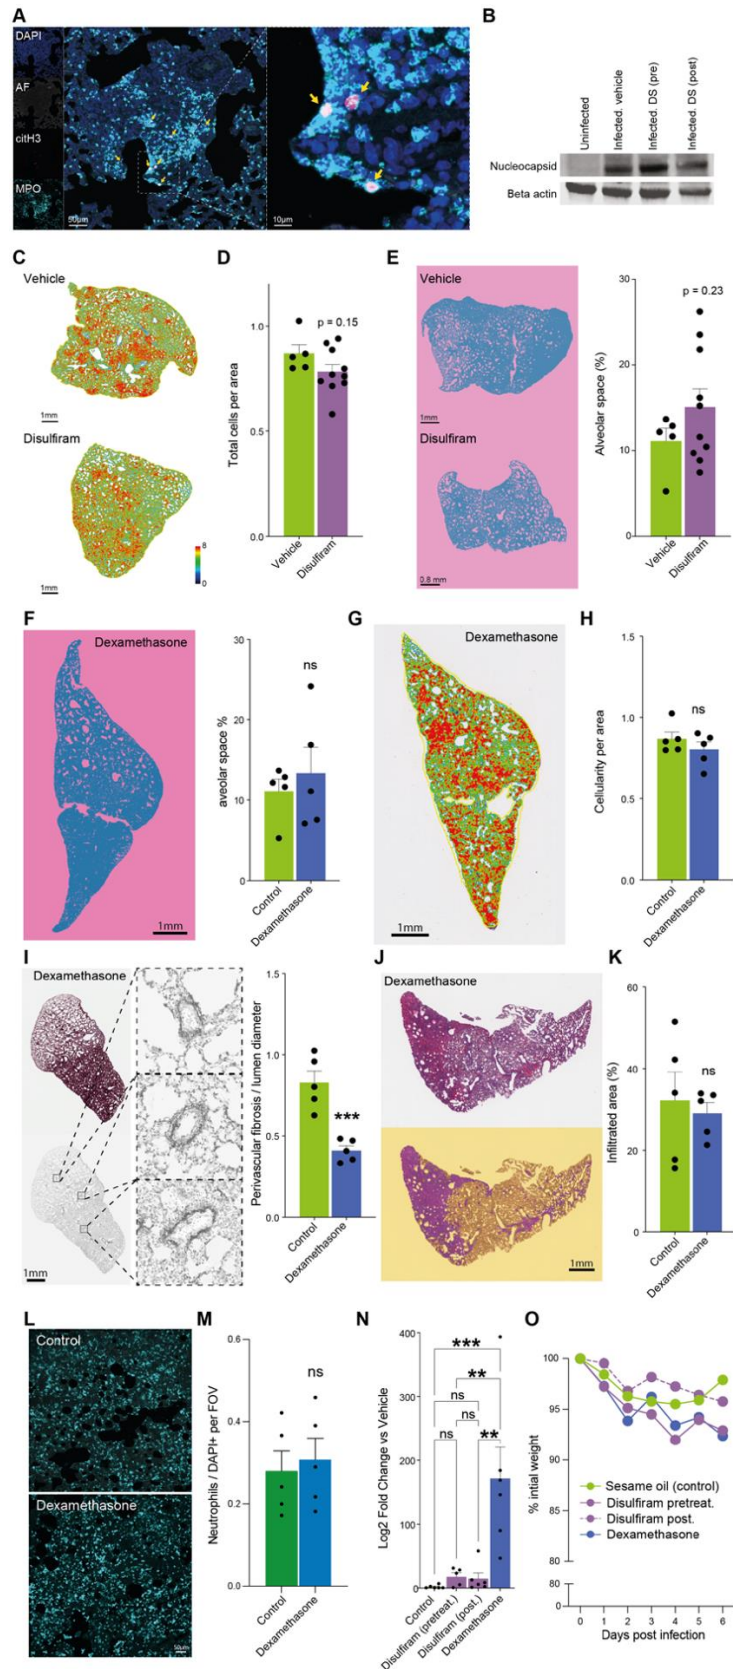 A
DAPI
AF
citH3
MPO
50μm
10μm
B
Uninfected
Infected. vehicle
Infected. DS (pre)
Infected. DS (post)
Nucleocapsid
Beta actin
C
Vehicle
1mm
Disulfiram
1mm
8
0
D
Total cells per area
1.0
0.5
0.0
p = 0.15
Vehicle
Disulfiram
E
Vehicle
1mm
Disulfiram
0.8 mm
Alveolar space (%)
30
20
10
0
p = 0.23
Vehicle
Disulfiram
F
Dexamethasone
1mm
aveolar space %
30
20
10
0
ns
Control
Dexamethasone
G
Dexamethasone
1mm
H
Cellularity per area
1.5
1.0
0.5
0.0
ns
Control
Dexamethasone
I
Dexamethasone
1mm
Perivascular fibrosis / lumen diameter
1.5
1.0
0.5
0.0
***
Control
Dexamethasone
J
Dexamethasone
1mm
K
Infiltrated area (%)
60
40
20
0
ns
Control
Dexamethasone
L
Control
Dexamethasone
50μm
M
Neutrophils / DAPI+ per FOV
0.6
0.4
0.2
0.0
ns
Control
Dexamethasone
N
Log2 Fold Change vs Vehicle
400
300
200
100
0
***
**
ns
ns
ns
**
Control
Disulfiram (pretreat.)
Disulfiram (post.)
Dexamethasone
O
% intial weight
100
95
90
85
80
80
0
Sesame oil (control)
Disulfiram pretreat.
Disulfiram post.
Dexamethasone
0 1 2 3 4 5 6
Days post infection